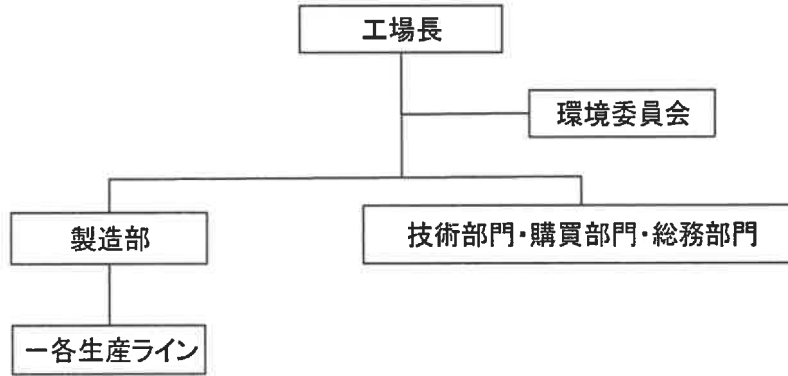 工場長
環境委員会
製造部
技術部門・購買部門・総務部門
ー各生産ライン